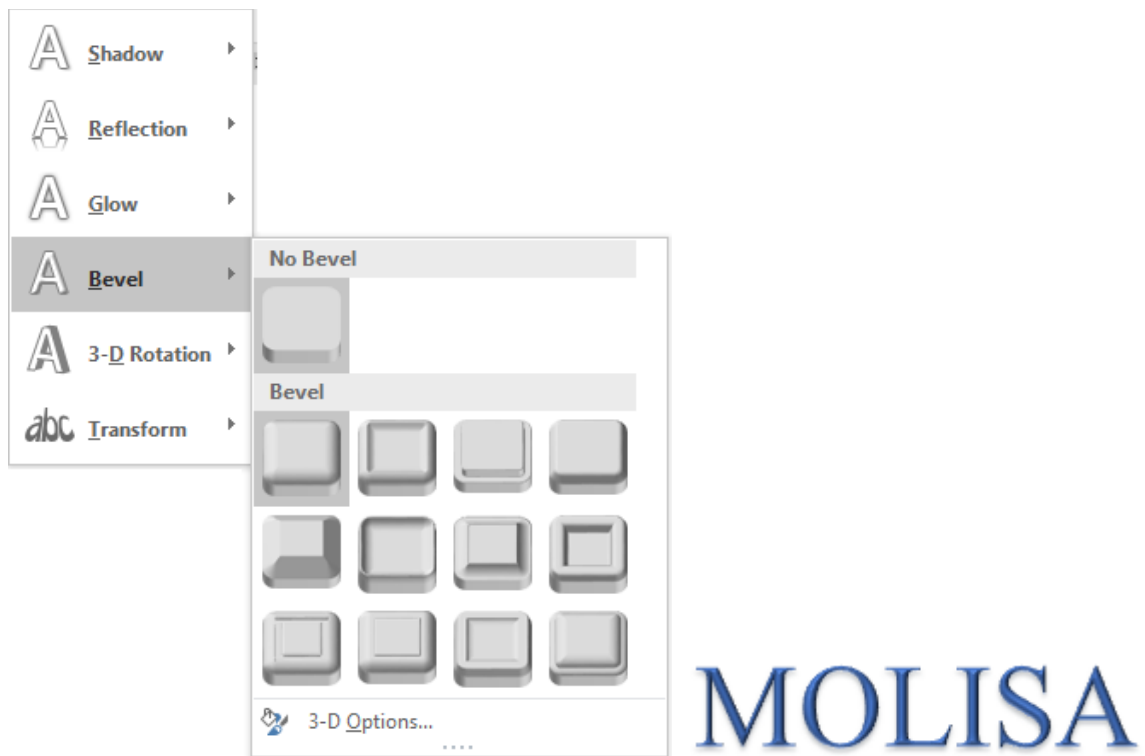 Shadow
Reflection
Glow
Bevel
3-D Rotation
abc Transform
No Bevel
Bevel
3-D Options...
MOLISA